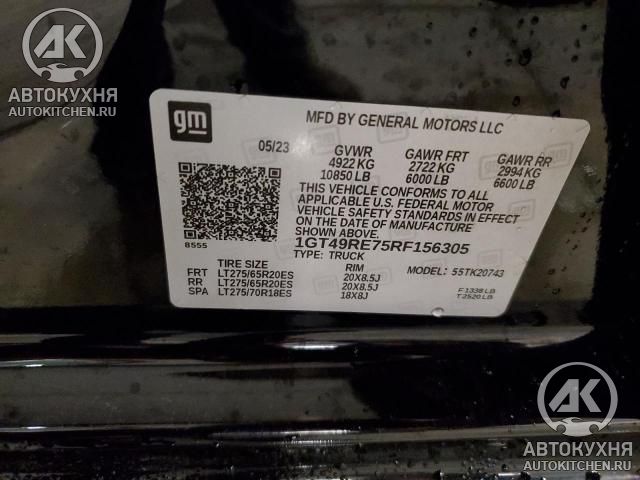 AK
АВТОКУХНЯ
AUTOKITCHEN.RU
gm
MFD BY GENERAL MOTORS LLC
05/23 GVWR GAWR FRT GAWR RR
4922 KG 2722 KG 2994 KG
10850 LB 6000 LB 6600 LB
THIS VEHICLE CONFORMS TO ALL
APPLICABLE U.S. FEDERAL MOTOR
VEHICLE SAFETY STANDARDS IN EFFECT
ON THE DATE OF MANUFACTURE
SHOWN ABOVE.
8555
1GT49RE75RF156305
TYPE: TRUCK
TIRE SIZE RIM MODEL: 55TK20743
FRT LT275/65R20ES 20X8.5J
RR LT275/65R20ES 20X8.5J F 1338 LB
SPA LT275/70R18ES 18X8J T 2520 LB
AK
АВТОКУХНЯ
AUTOKITCHEN.RU